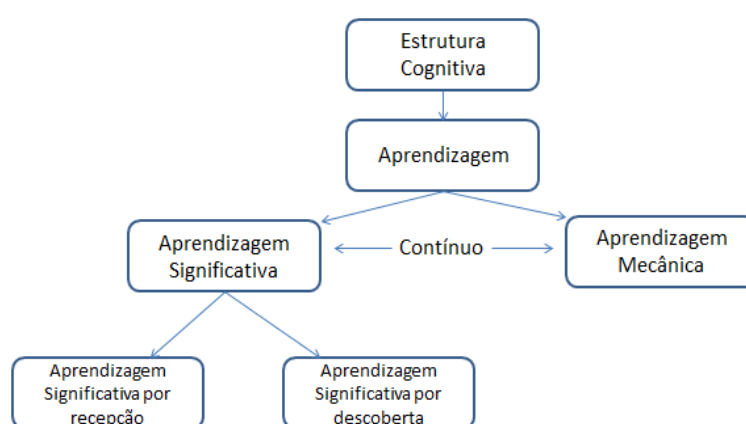 Estrutura
Cognitiva
Aprendizagem
Aprendizagem
Significativa
Contínuo
Aprendizagem
Mecânica
Aprendizagem
Significativa por
recepção
Aprendizagem
Significativa por
descoberta